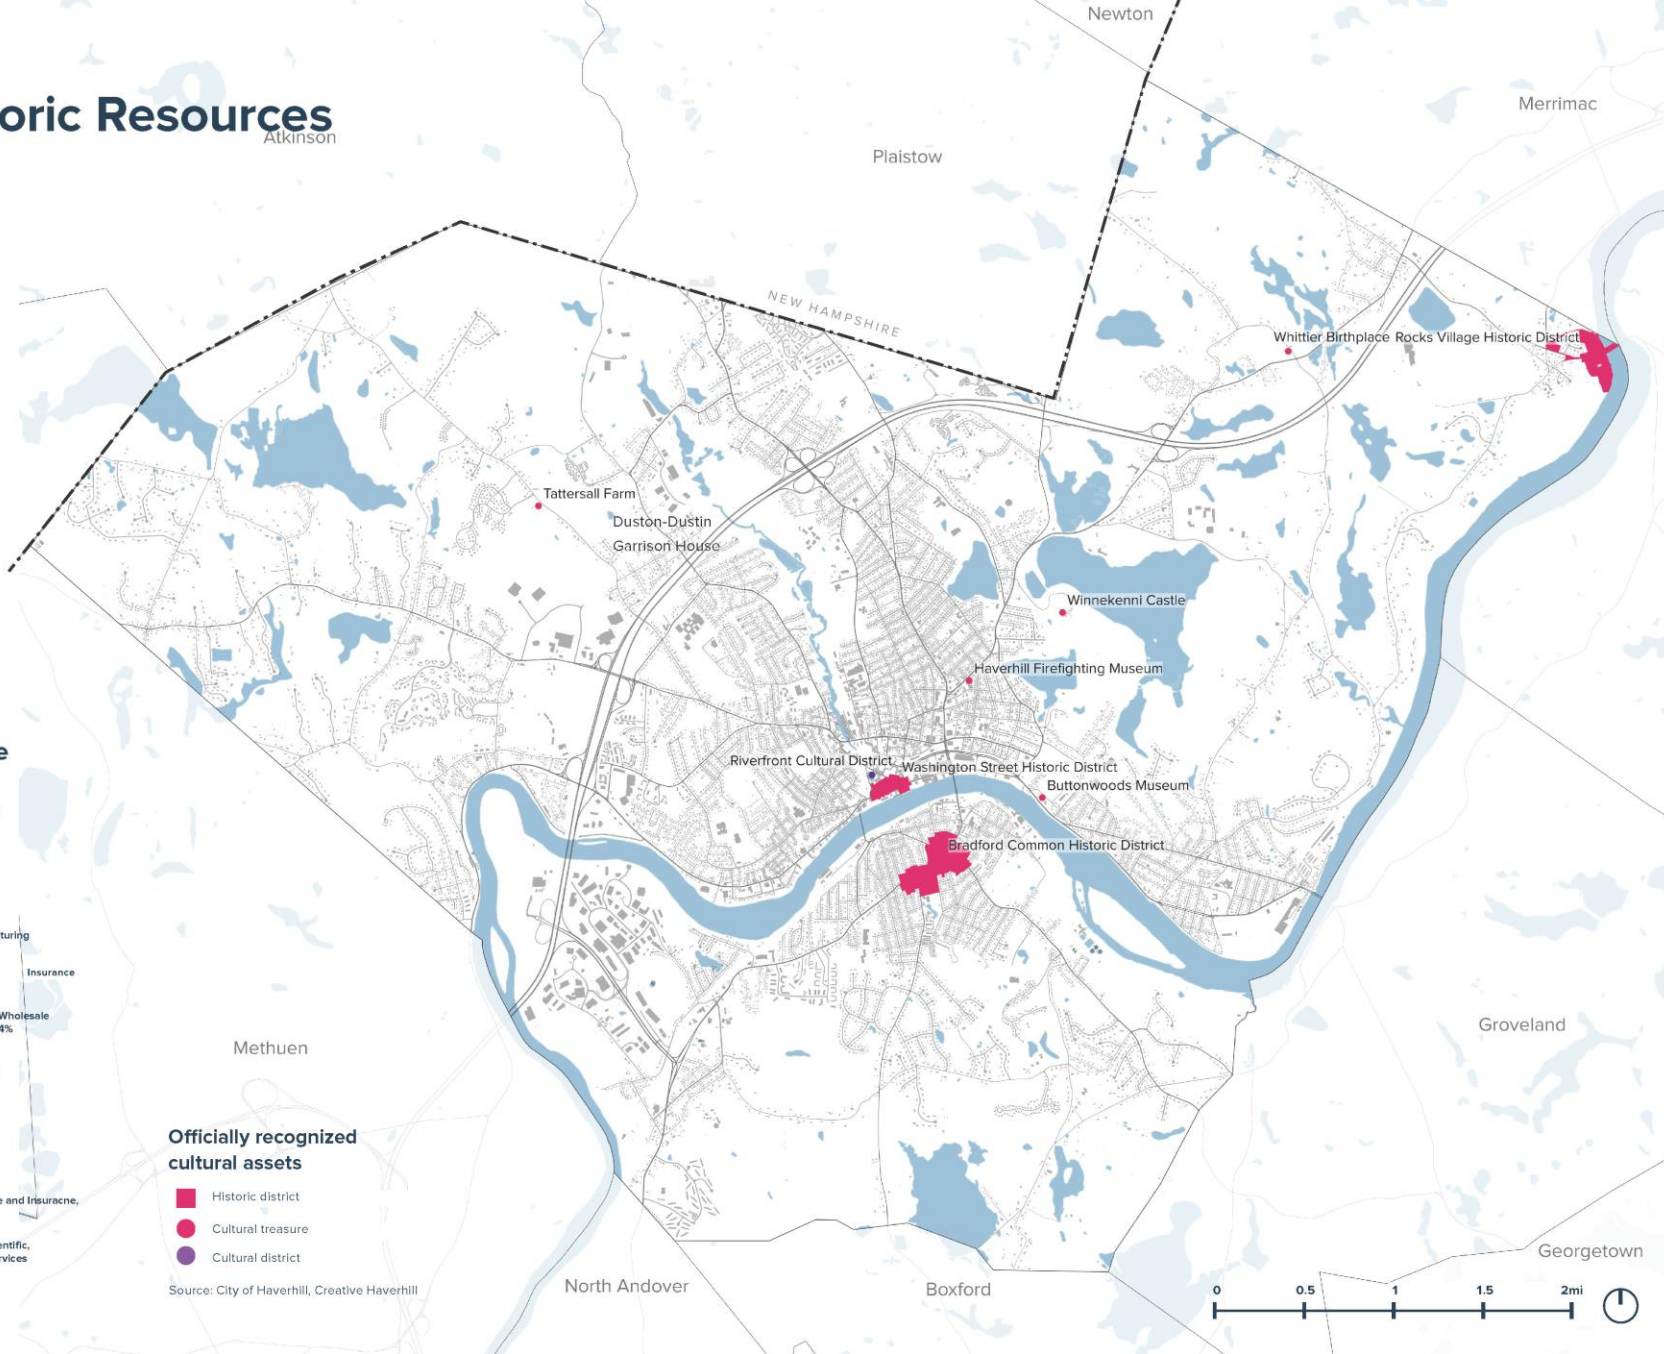 Newton
oric Resources
Merrimac
Atkinson
Plaistow
NEW HAMPSHIRE
Whittier Birthplace
Rocks Village Historic District
Tattersall Farm
Duston-Dustin
Garrison House
Winnekenni Castle
Haverhill Firefighting Museum
e
Riverfront Cultural District
Washington Street Historic District
Buttonwoods Museum
Bradford Common Historic District
turing
Insurance
Wholesale
4%
Groveland
Methuen
Officially recognized
cultural assets
Historic district
Cultural treasure
Cultural district
Source: City of Haverhill, Creative Haverhill
e and Insuracne,
entific,
rvices
North Andover
Boxford
Georgetown
0 0.5 1 1.5 2mi